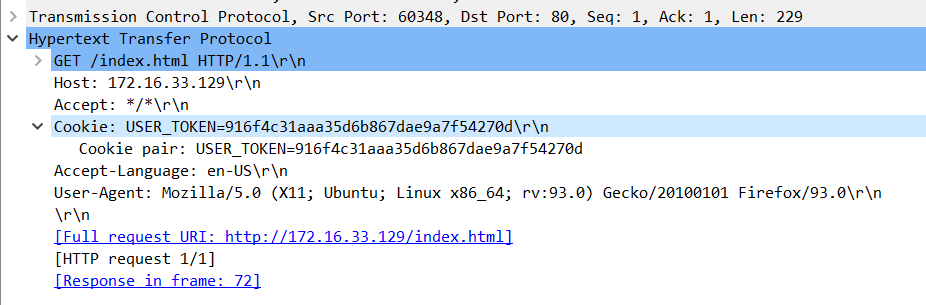 Transmission Control Protocol, Src Port: 60348, Dst Port: 80, Seq: 1, Ack: 1, Len: 229
Hypertext Transfer Protocol
GET /index.html HTTP/1.1\r\n
Host: 172.16.33.129\r\n
Accept: */*\r\n
Cookie: USER_TOKEN=916f4c31aaa35d6b867dae9a7f54270d\r\n
Cookie pair: USER_TOKEN=916f4c31aaa35d6b867dae9a7f54270d
Accept-Language: en-US\r\n
User-Agent: Mozilla/5.0 (X11; Ubuntu; Linux x86_64; rv:93.0) Gecko/20100101 Firefox/93.0\r\n
\r\n
[Full request URI: http://172.16.33.129/index.html]
[HTTP request 1/1]
[Response in frame: 72]